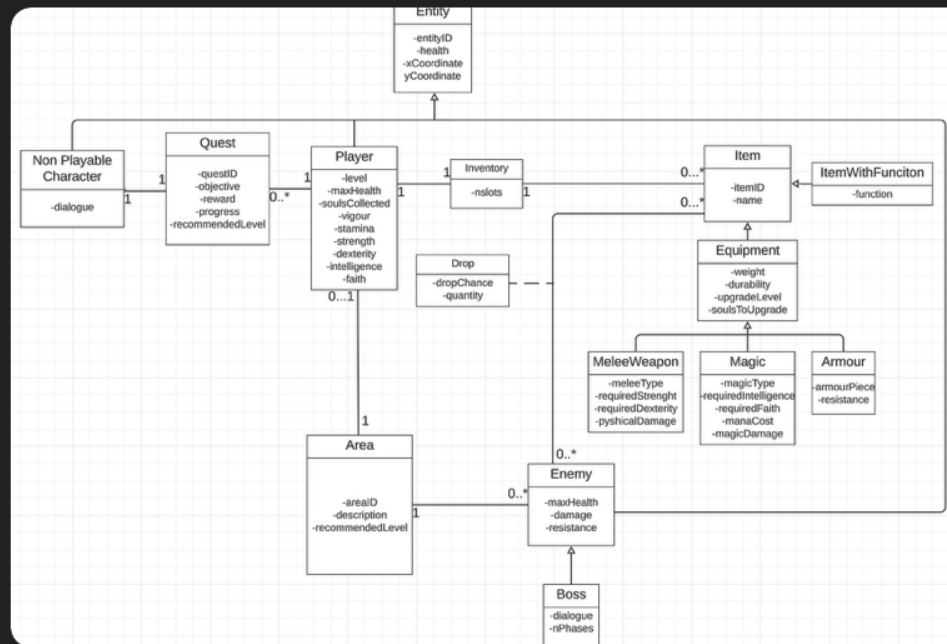 Entity
-entityID
-health
-xCoordinate
yCoordinate
Non Playable
Character
-dialogue
1
1
Quest
-questID
-objective
-reward
-progress
-recommendedLevel
0..*
1
Player
-level
-maxHealth
-soulsCollected
-vigour
-stamina
-strength
-dexterity
-intelligence
-faith
1
0...1
1
Inventory
-nslots
1
0...*
0...*
Item
-itemID
-name
ItemWithFunciton
-function
Drop
-dropChance
-quantity
Equipment
-weight
-durability
-upgradeLevel
-soulsToUpgrade
MeleeWeapon
-meleeType
-requiredStrenght
-requiredDexterity
-pyshicalDamage
Magic
-magicType
-requiredIntelligence
-requiredFaith
-manaCost
-magicDamage
Armour
-armourPiece
-resistance
1
Area
-areaID
-description
-recommendedLevel
1
0..*
0..*
Enemy
-maxHealth
-damage
-resistance
Boss
-dialogue
-nPhases